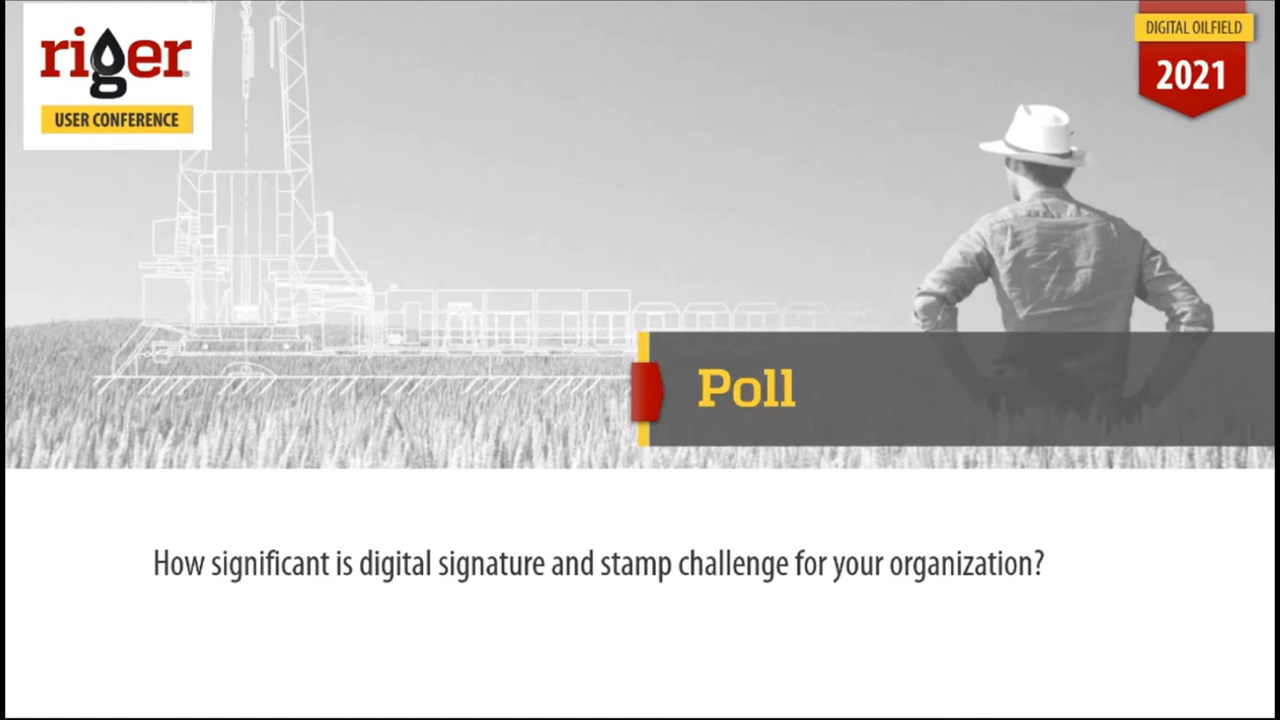 riger
USER CONFERENCE
DIGITAL OILFIELD
2021
Poll
How significant is digital signature and stamp challenge for your organization?